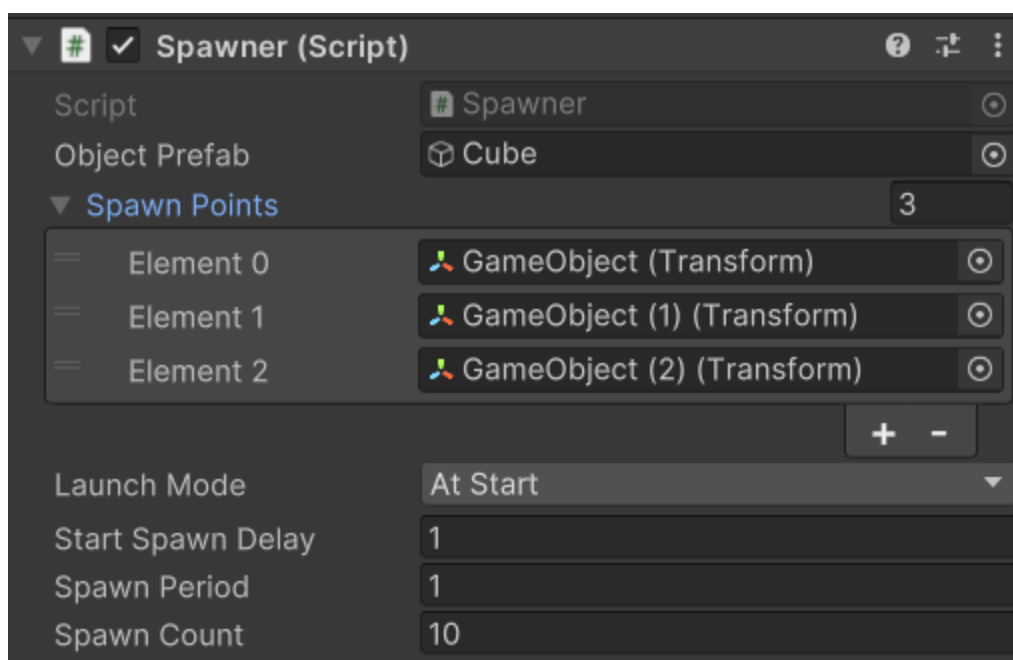 # Spawner (Script)
Script # Spawner
Object Prefab Cube
Spawn Points 3
Element 0 GameObject (Transform)
Element 1 GameObject (1) (Transform)
Element 2 GameObject (2) (Transform)
+ -
Launch Mode At Start
Start Spawn Delay 1
Spawn Period 1
Spawn Count 10